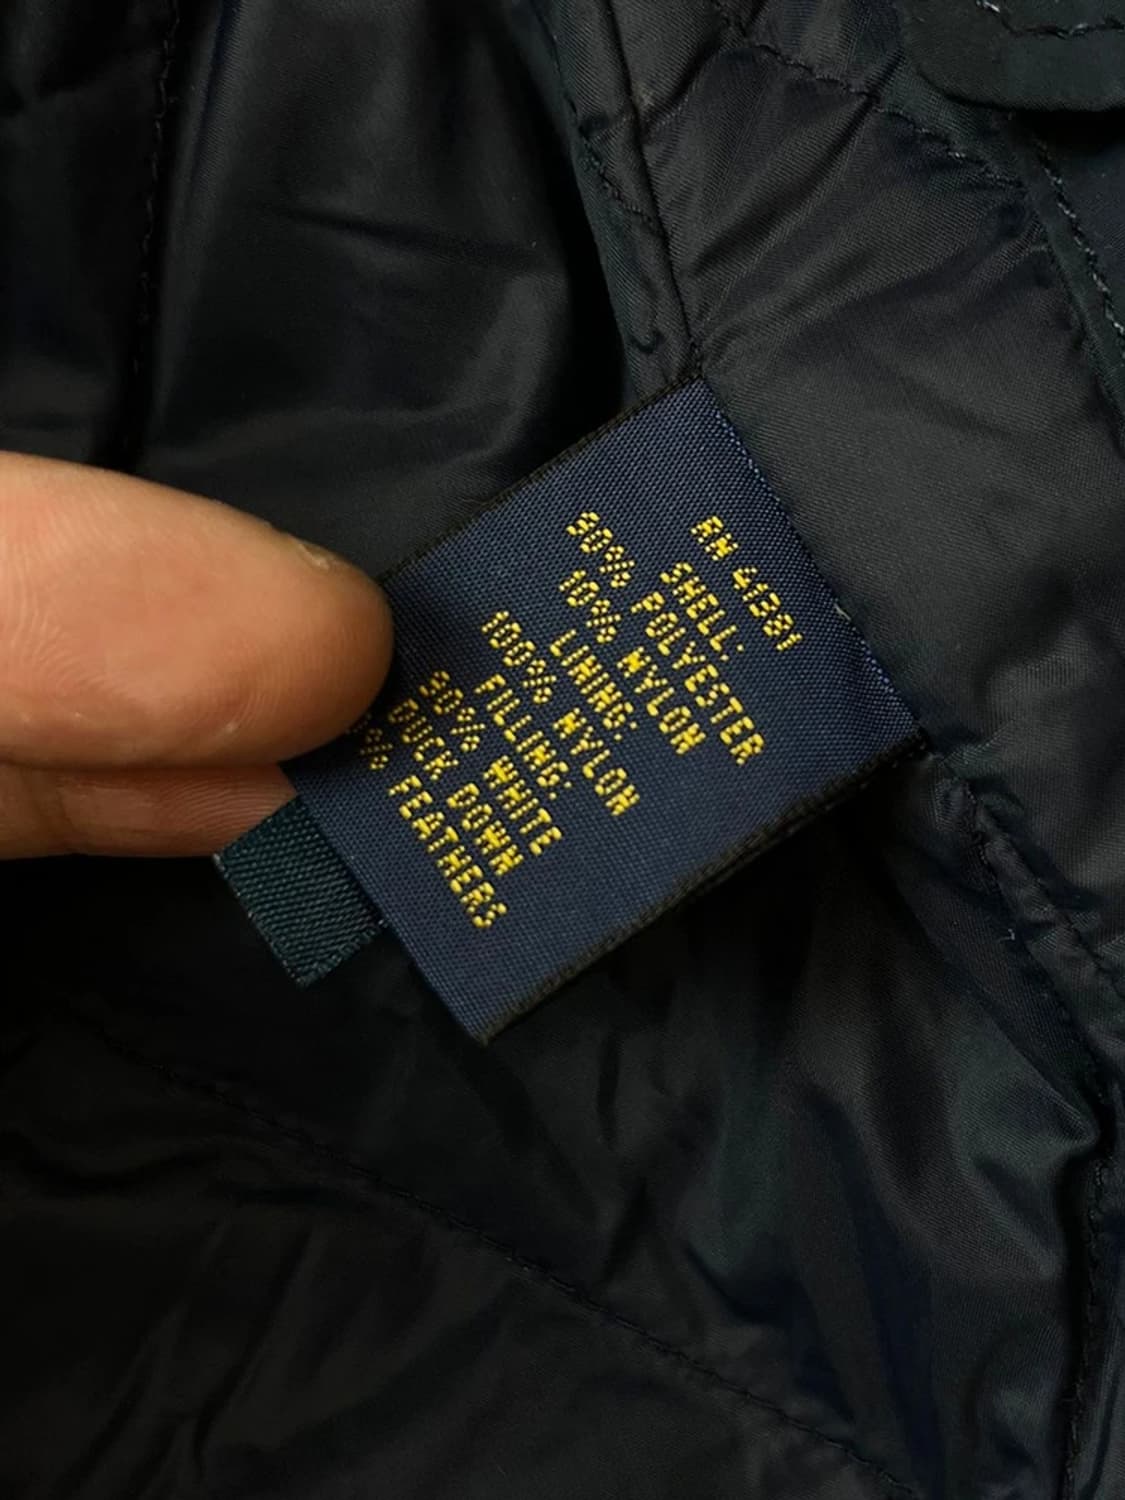 RN 41381
SHELL:
90% POLYESTER
10% NYLON
LINING:
100% NYLON
FILLING:
90% WHITE
DUCK DOWN
% FEATHERS